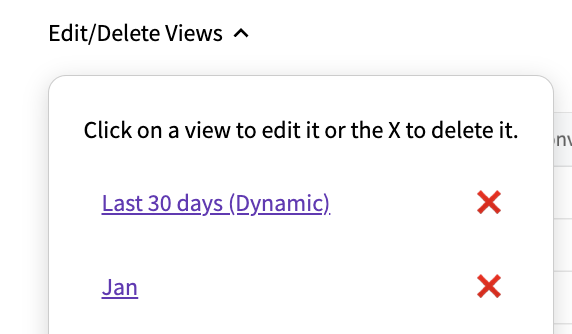 Edit/Delete Views
Click on a view to edit it or the X to delete it.
Last 30 days (Dynamic)
Jan